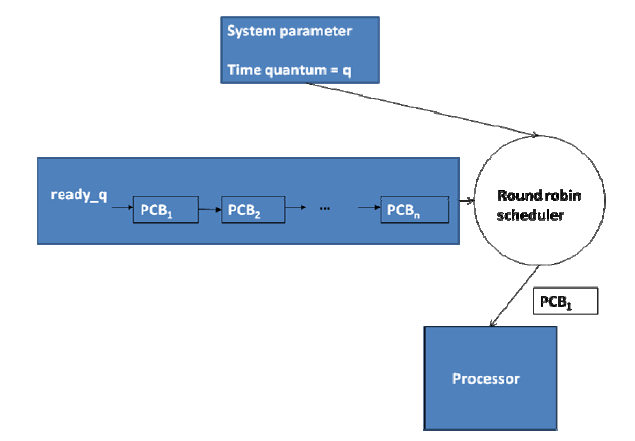 System parameter
Time quantum = q
ready_q
PCB₁
PCB₂
...
PCBₙ
Round robin
scheduler
PCB₁
Processor